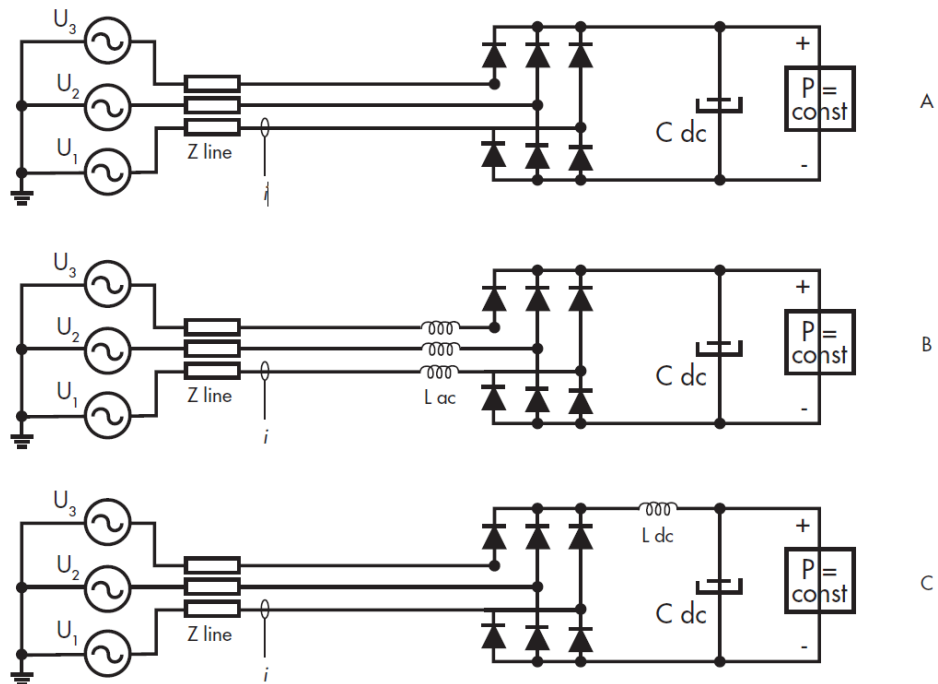 U3
U2
U1
Z line
i
C dc
+
P =
const
-
A
U3
U2
U1
Z line
i
L ac
C dc
+
P =
const
-
B
U3
U2
U1
Z line
i
L dc
C dc
+
P =
const
-
C